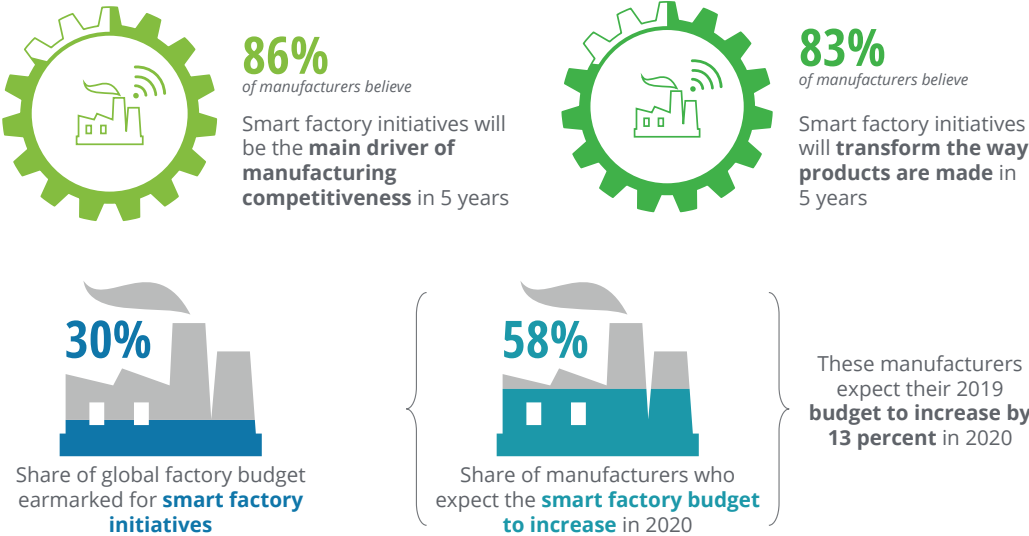 86%
of manufacturers believe
Smart factory initiatives will
be the main driver of
manufacturing
competitiveness in 5 years
83%
of manufacturers believe
Smart factory initiatives
will transform the way
products are made in
5 years
30%
Share of global factory budget
earmarked for smart factory
initiatives
58%
Share of manufacturers who
expect the smart factory budget
to increase in 2020
These manufacturers
expect their 2019
budget to increase by
13 percent in 2020